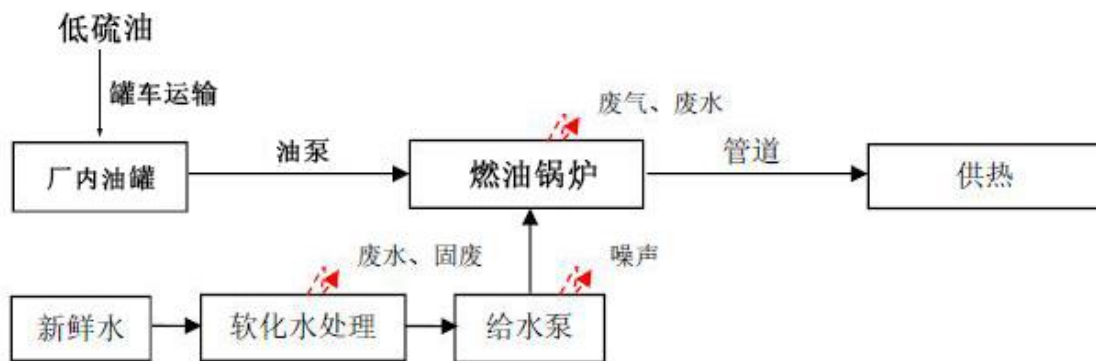 低硫油
罐车运输
废气、废水
厂内油罐
油泵
燃油锅炉
管道
供热
废水、固废
噪声
新鲜水
软化水处理
给水泵